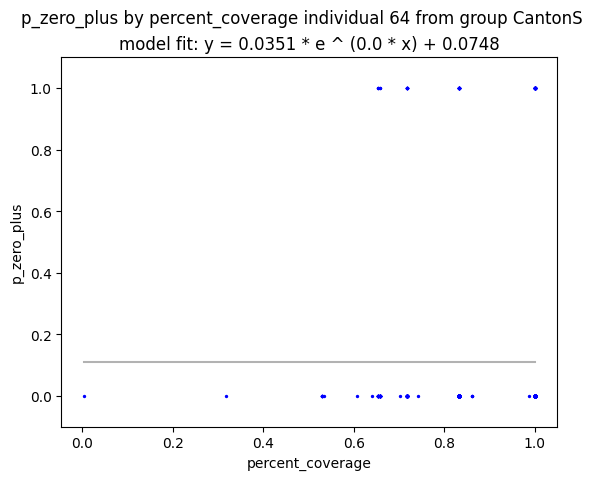 p_zero_plus by percent_coverage individual 64 from group CantonS
model fit: y = 0.0351 * e ^ (0.0 * x) + 0.0748
1.0
0.8
0.6
0.4
0.2
0.0
p_zero_plus
0.0 0.2 0.4 0.6 0.8 1.0
percent_coverage